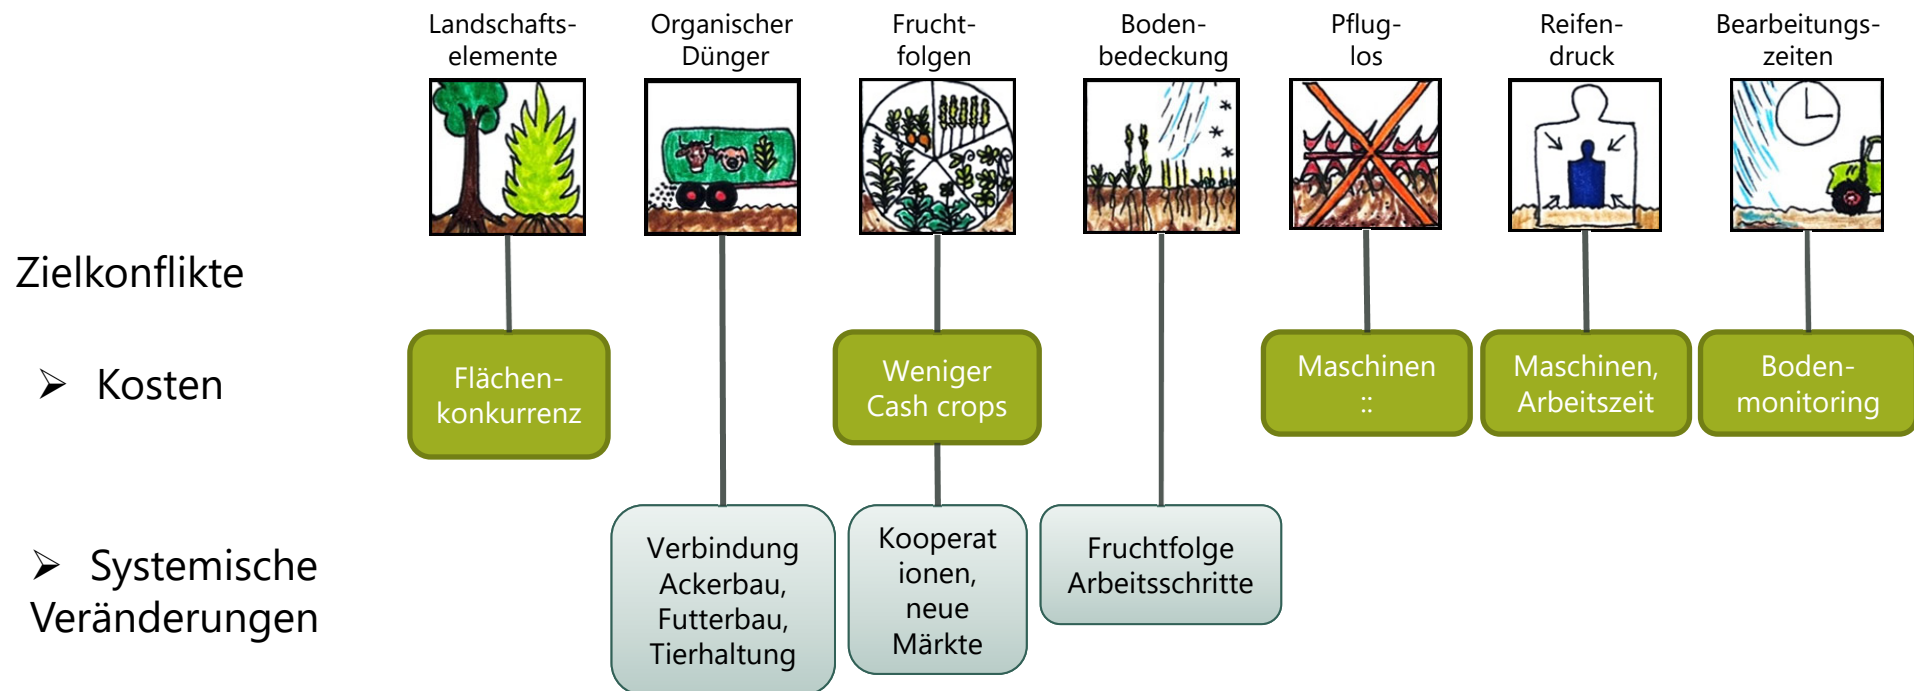 Landschafts-
elemente
Organischer
Dünger
Frucht-
folgen
Boden-
bedeckung
Pflug-
los
Reifen-
druck
Bearbeitungs-
zeiten
Zielkonflikte
➢ Kosten
Flächen-
konkurrenz
Weniger
Cash crops
Maschinen
::
Maschinen,
Arbeitszeit
Boden-
monitoring
➢ Systemische
Veränderungen
Verbindung
Ackerbau,
Futterbau,
Tierhaltung
Kooperat
ionen,
neue
Märkte
Fruchtfolge
Arbeitsschritte